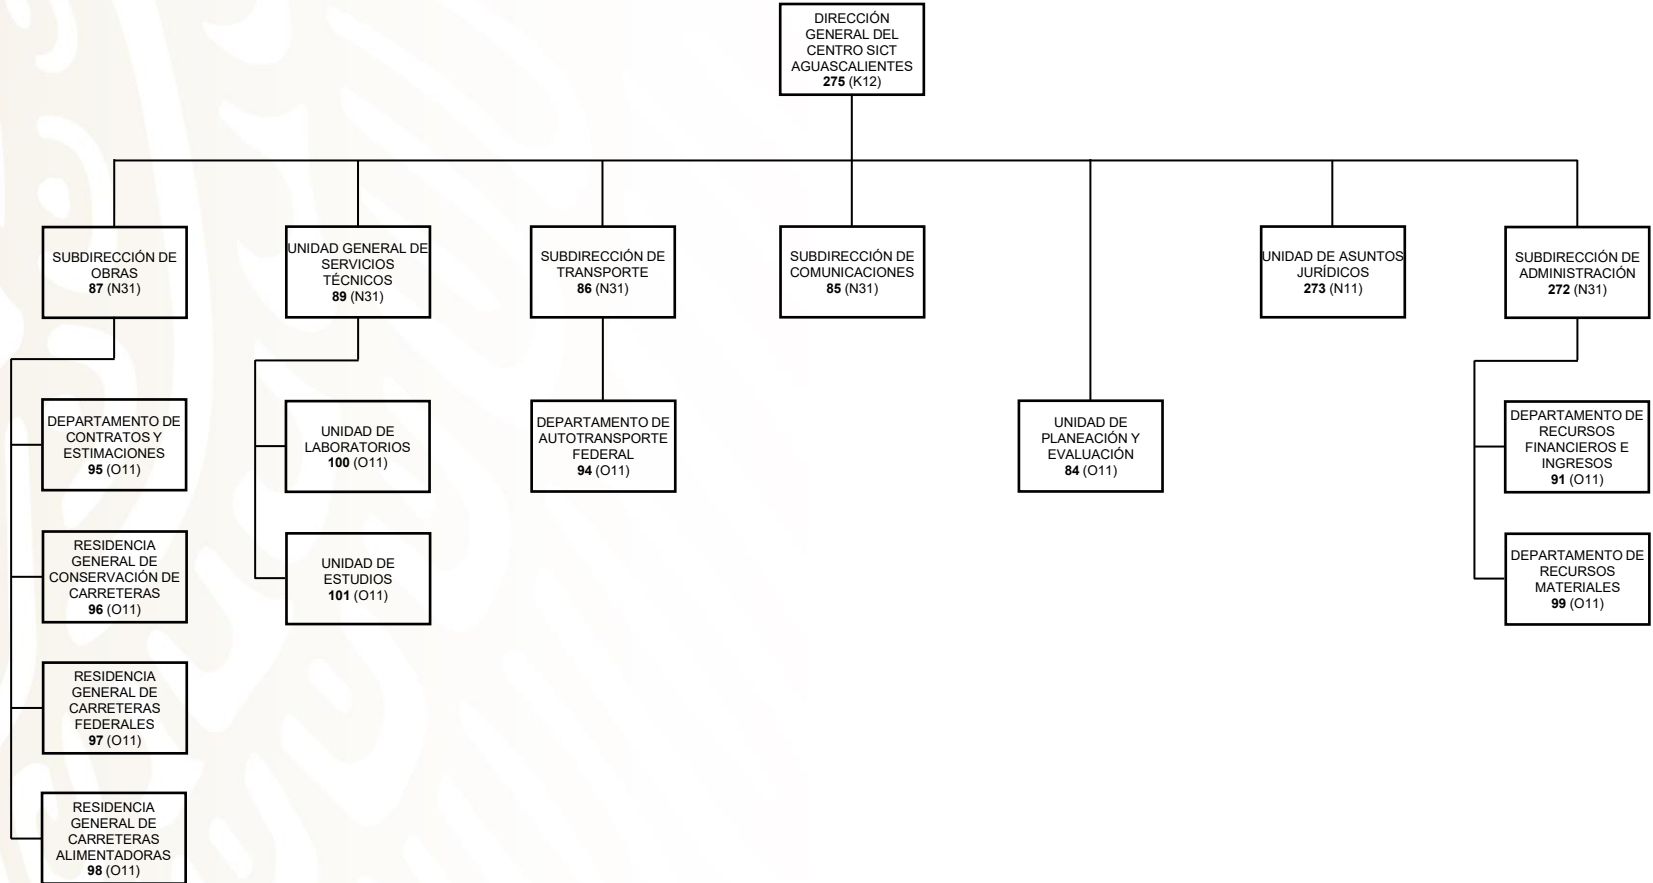 DIRECCIÓN
GENERAL DEL
CENTRO SICT
AGUASCALIENTES
275 (K12)
SUBDIRECCIÓN DE
OBRAS
87 (N31)
UNIDAD GENERAL DE
SERVICIOS
TÉCNICOS
89 (N31)
SUBDIRECCIÓN DE
TRANSPORTE
86 (N31)
SUBDIRECCIÓN DE
COMUNICACIONES
85 (N31)
UNIDAD DE ASUNTOS
JURÍDICOS
273 (N11)
SUBDIRECCIÓN DE
ADMINISTRACIÓN
272 (N31)
DEPARTAMENTO DE
CONTRATOS Y
ESTIMACIONES
95 (O11)
UNIDAD DE
LABORATORIOS
100 (O11)
DEPARTAMENTO DE
AUTOTRANSPORTE
FEDERAL
94 (O11)
UNIDAD DE
PLANEACIÓN Y
EVALUACIÓN
84 (O11)
DEPARTAMENTO DE
RECURSOS
FINANCIEROS E
INGRESOS
91 (O11)
RESIDENCIA
GENERAL DE
CONSERVACIÓN DE
CARRETERAS
96 (O11)
UNIDAD DE
ESTUDIOS
101 (O11)
DEPARTAMENTO DE
RECURSOS
MATERIALES
99 (O11)
RESIDENCIA
GENERAL DE
CARRETERAS
FEDERALES
97 (O11)
RESIDENCIA
GENERAL DE
CARRETERAS
ALIMENTADORAS
98 (O11)